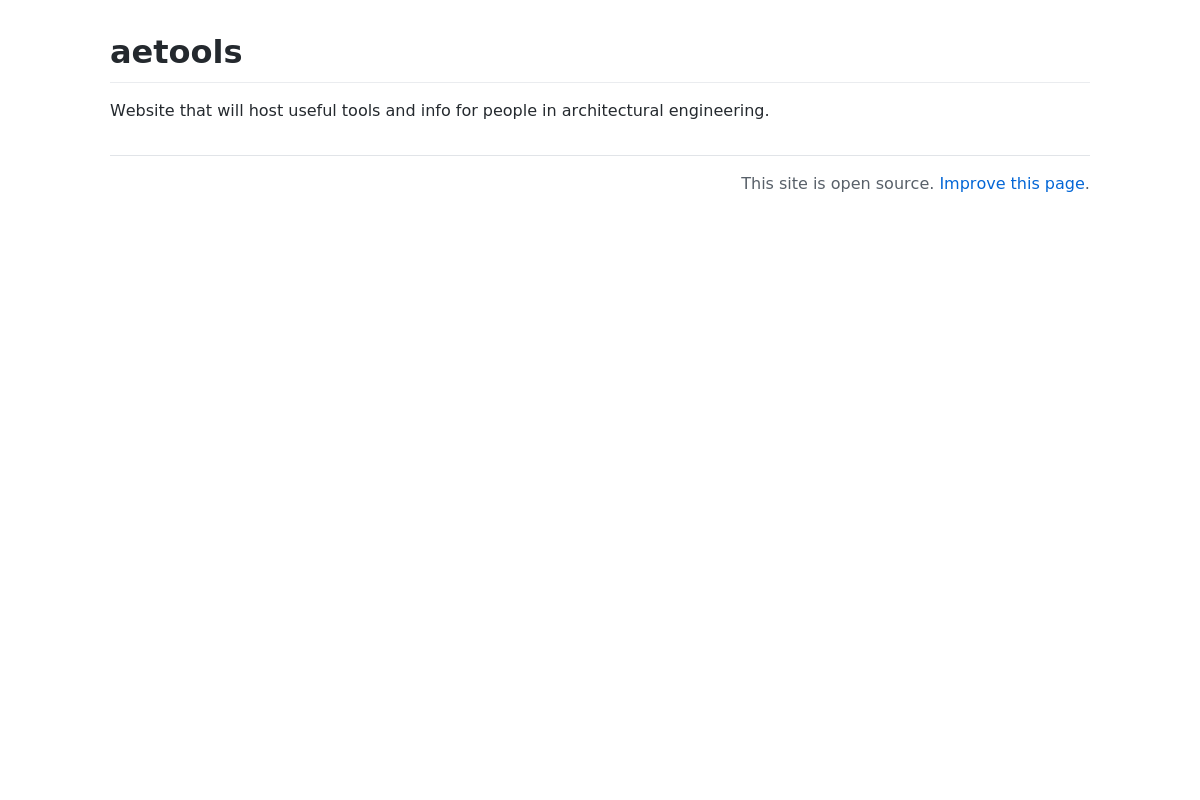 aetools
Website that will host useful tools and info for people in architectural engineering.
This site is open source. Improve this page.